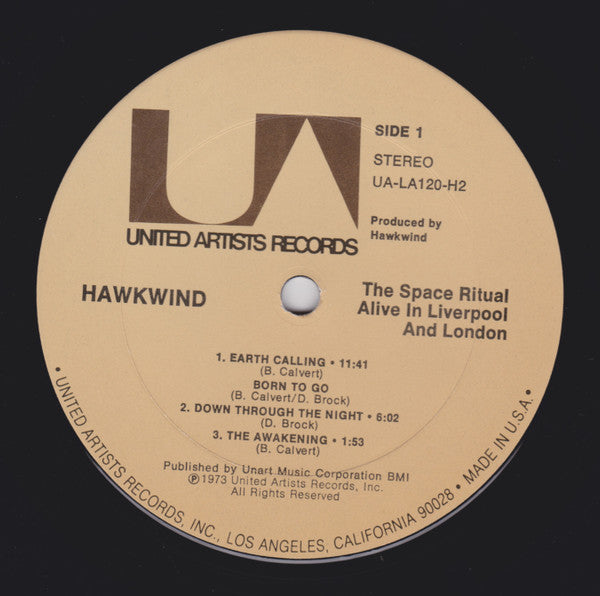 UA
SIDE 1
STEREO
UA-LA120-H2
Produced by
Hawkwind
UNITED ARTISTS RECORDS
HAWKWIND
The Space Ritual
Alive In Liverpool
And London
1. EARTH CALLING • 11:41
(B. Calvert)
BORN TO GO
(B. Calvert/D. Brock)
2. DOWN THROUGH THE NIGHT • 6:02
(D. Brock)
3. THE AWAKENING • 1:53
(B. Calvert)
Published by Unart Music Corporation BMI
℗1973 United Artists Records, Inc.
All Rights Reserved
• UNITED ARTISTS RECORDS, INC., LOS ANGELES, CALIFORNIA 90028 • MADE IN U.S.A. •